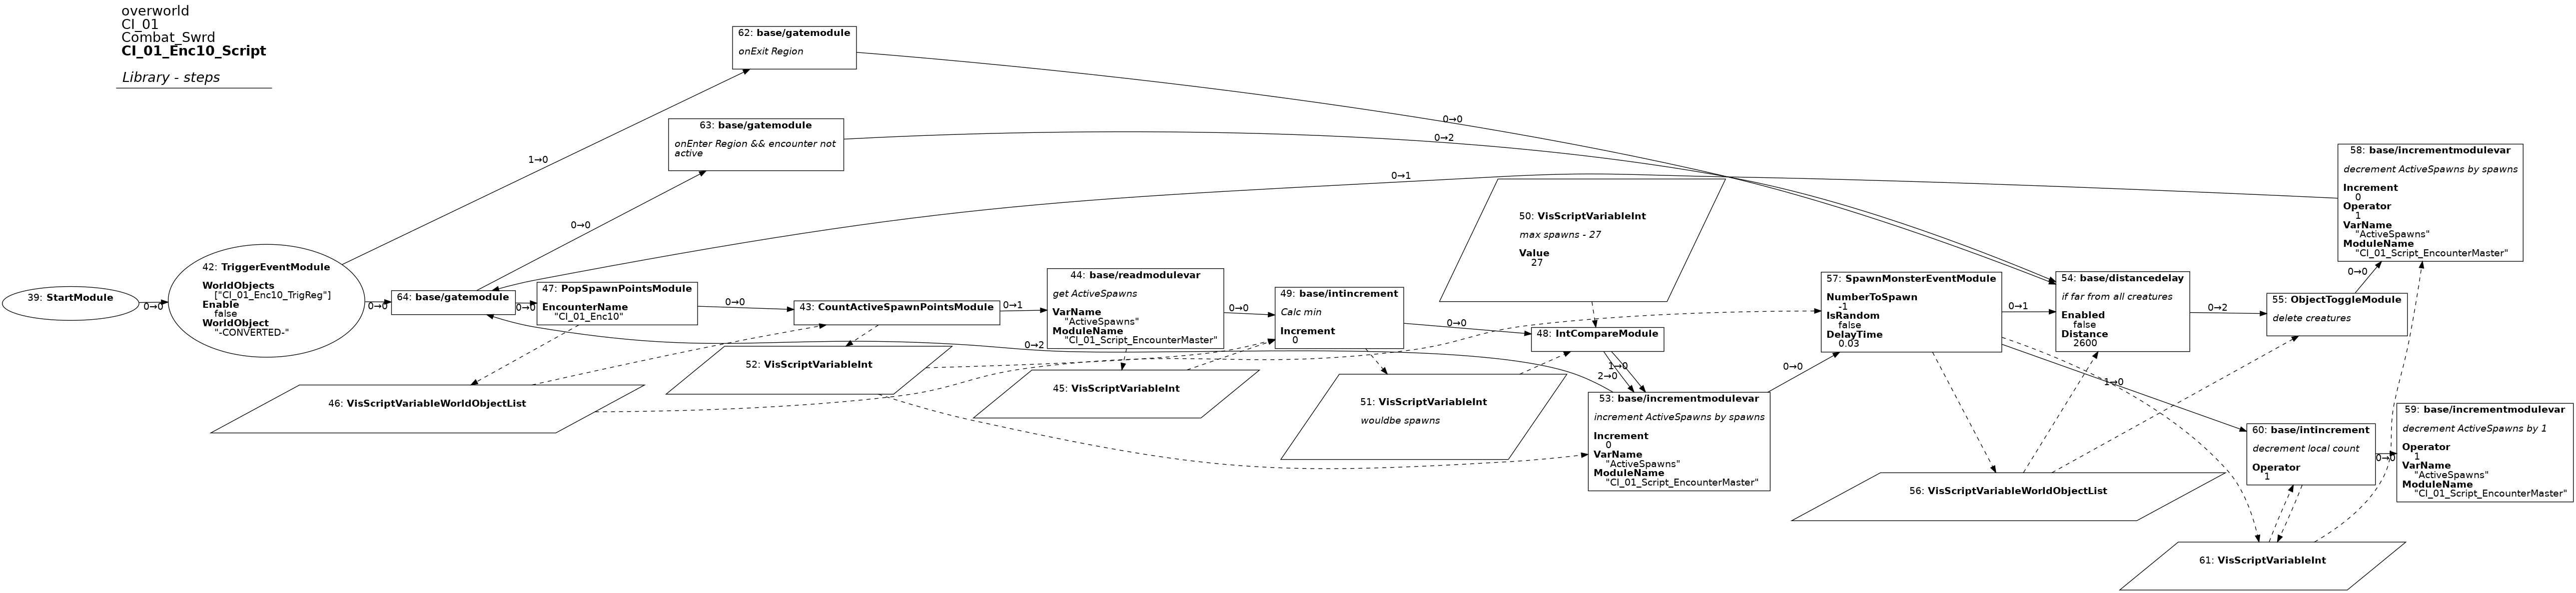 overworld
CI_01
Combat_Swrd
CI_01_Enc10_Script
Library - steps
62: base/gatemodule
onExit Region
0→0
63: base/gatemodule
onEnter Region && encounter not
active
0→2
1→0
0→1
0→0
58: base/incrementmodulevar
decrement ActiveSpawns by spawns
Increment
0
Operator
1
VarName
"ActiveSpawns"
ModuleName
"CI_01_Script_EncounterMaster"
50: VisScriptVariableInt
max spawns - 27
Value
27
39: StartModule
0→0
42: TriggerEventModule
WorldObjects
["CI_01_Enc10_TrigReg"]
Enable
false
WorldObject
"-CONVERTED-"
0→0
64: base/gatemodule
0→0
47: PopSpawnPointsModule
EncounterName
"CI_01_Enc10"
0→0
43: CountActiveSpawnPointsModule
0→1
44: base/readmodulevar
get ActiveSpawns
VarName
"ActiveSpawns"
ModuleName
"CI_01_Script_EncounterMaster"
0→0
49: base/intincrement
Calc min
Increment
0
0→0
48: IntCompareModule
1→0
2→0
0→2
57: SpawnMonsterEventModule
NumberToSpawn
-1
IsRandom
false
DelayTime
0.03
0→1
54: base/distancedelay
if far from all creatures
Enabled
false
Distance
2600
0→2
55: ObjectToggleModule
delete creatures
0→0
52: VisScriptVariableInt
46: VisScriptVariableWorldObjectList
45: VisScriptVariableInt
51: VisScriptVariableInt
wouldbe spawns
53: base/incrementmodulevar
increment ActiveSpawns by spawns
Increment
0
VarName
"ActiveSpawns"
ModuleName
"CI_01_Script_EncounterMaster"
0→0
1→0
56: VisScriptVariableWorldObjectList
60: base/intincrement
decrement local count
Operator
1
0→0
59: base/incrementmodulevar
decrement ActiveSpawns by 1
Operator
1
VarName
"ActiveSpawns"
ModuleName
"CI_01_Script_EncounterMaster"
61: VisScriptVariableInt